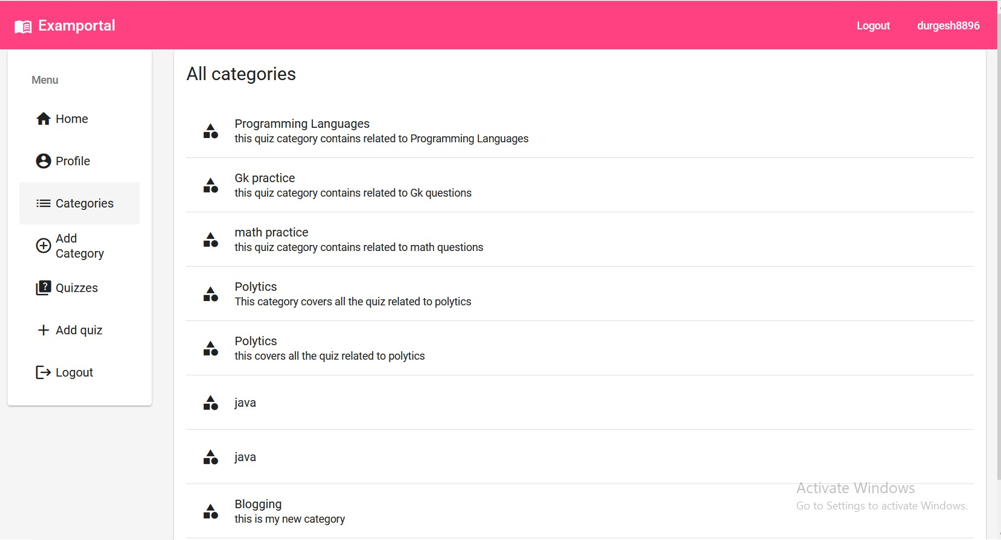 Examportal
Logout
durgesh8896
Menu
Home
Profile
Categories
Add
Category
Quizzes
Add quiz
Logout
All categories
Programming Languages
this quiz category contains related to Programming Languages
Gk practice
this quiz category contains related to Gk questions
math practice
this quiz category contains related to math questions
Polytics
This category covers all the quiz related to polytics
Polytics
this covers all the quiz related to polytics
java
java
Blogging
this is my new category
Activate Windows
Go to Settings to activate Windows.